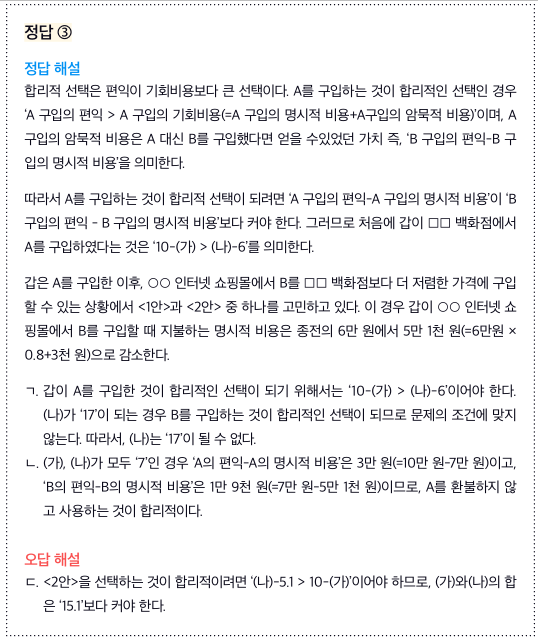 정답 ③
정답 해설
합리적 선택은 편익이 기회비용보다 큰 선택이다. A를 구입하는 것이 합리적인 선택인 경우
‘A 구입의 편익 > A 구입의 기회비용(=A 구입의 명시적 비용+A구입의 암묵적 비용)’이며, A
구입의 암묵적 비용은 A 대신 B를 구입했다면 얻을 수있었던 가치 즉, ‘B 구입의 편익-B 구
입의 명시적 비용’을 의미한다.
따라서 A를 구입하는 것이 합리적 선택이 되려면 ‘A 구입의 편익-A 구입의 명시적 비용’이 ‘B
구입의 편익 - B 구입의 명시적 비용’보다 커야 한다. 그러므로 처음에 갑이 □□ 백화점에서
A를 구입하였다는 것은 ‘10-(가) > (나)-6’를 의미한다.
갑은 A를 구입한 이후, ○○ 인터넷 쇼핑몰에서 B를 □□ 백화점보다 더 저렴한 가격에 구입
할 수 있는 상황에서 <1안>과 <2안> 중 하나를 고민하고 있다. 이 경우 갑이 ○○ 인터넷 쇼
핑몰에서 B를 구입할 때 지불하는 명시적 비용은 종전의 6만 원에서 5만 1천 원(=6만원 ×
0.8+3천 원)으로 감소한다.
ㄱ. 갑이 A를 구입한 것이 합리적인 선택이 되기 위해서는 ‘10-(가) > (나)-6’이어야 한다.
(나)가 ‘17’이 되는 경우 B를 구입하는 것이 합리적인 선택이 되므로 문제의 조건에 맞지
않는다. 따라서, (나)는 ‘17’이 될 수 없다.
ㄴ. (가), (나)가 모두 ‘7’인 경우 ‘A의 편익-A의 명시적 비용’은 3만 원(=10만 원-7만 원)이고,
‘B의 편익-B의 명시적 비용’은 1만 9천 원(=7만 원-5만 1천 원)이므로, A를 환불하지 않
고 사용하는 것이 합리적이다.
오답 해설
ㄷ. <2안>을 선택하는 것이 합리적이려면 ‘(나)-5.1 > 10-(가)’이어야 하므로, (가)와(나)의 합
은 ‘15.1’보다 커야 한다.